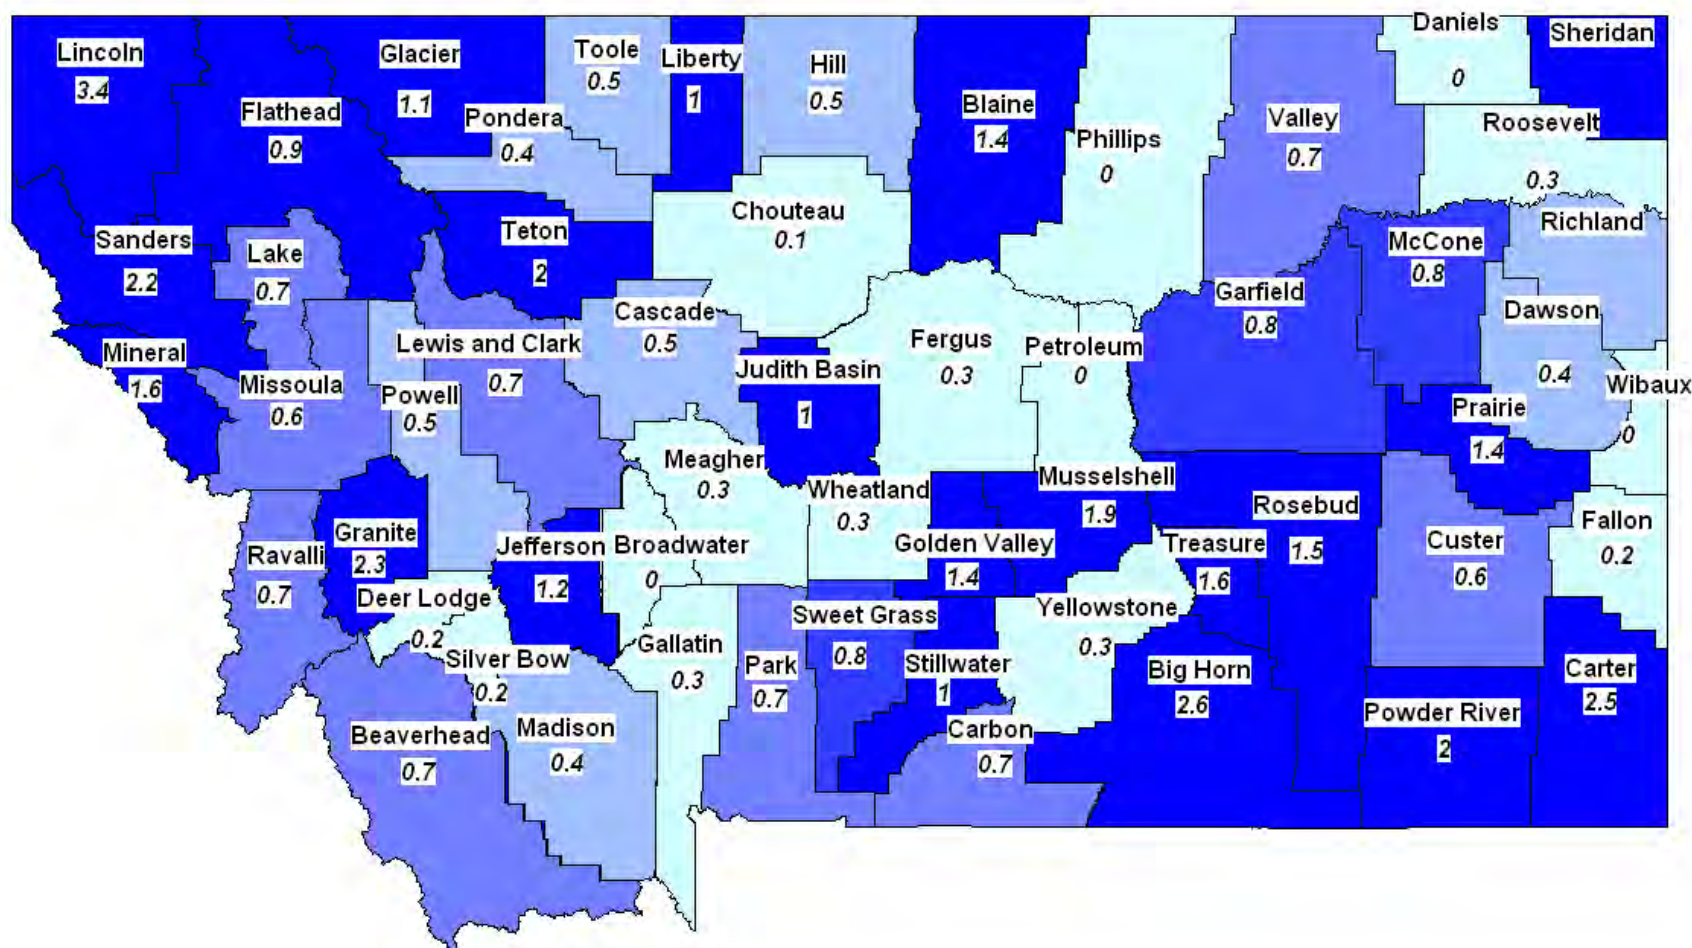 Lincoln
3.4
Flathead
0.9
Glacier
1.1
Pondera
0.4
Toole
0.5
Liberty
1
Hill
0.5
Blaine
1.4
Phillips
0
Valley
0.7
Daniels
0
Sheridan
Roosevelt
0.3
Sanders
2.2
Lake
0.7
Teton
2
Chouteau
0.1
McCone
0.8
Richland
Mineral
1.6
Missoula
0.6
Powell
0.5
Lewis and Clark
0.7
Cascade
0.5
Judith Basin
1
Fergus
0.3
Petroleum
0
Garfield
0.8
Dawson
0.4
Wibaux
0
Prairie
1.4
Meagher
0.3
Wheatland
0.3
Musselshell
1.9
Golden Valley
1.4
Rosebud
1.5
Treasure
1.6
Custer
0.6
Fallon
0.2
Ravalli
0.7
Granite
2.3
Deer Lodge
0.2
Jefferson
1.2
Broadwater
0
Silver Bow
0.2
Gallatin
0.3
Park
0.7
Sweet Grass
0.8
Stillwater
1
Yellowstone
0.3
Big Horn
2.6
Powder River
2
Carter
2.5
Beaverhead
0.7
Madison
0.4
Carbon
0.7